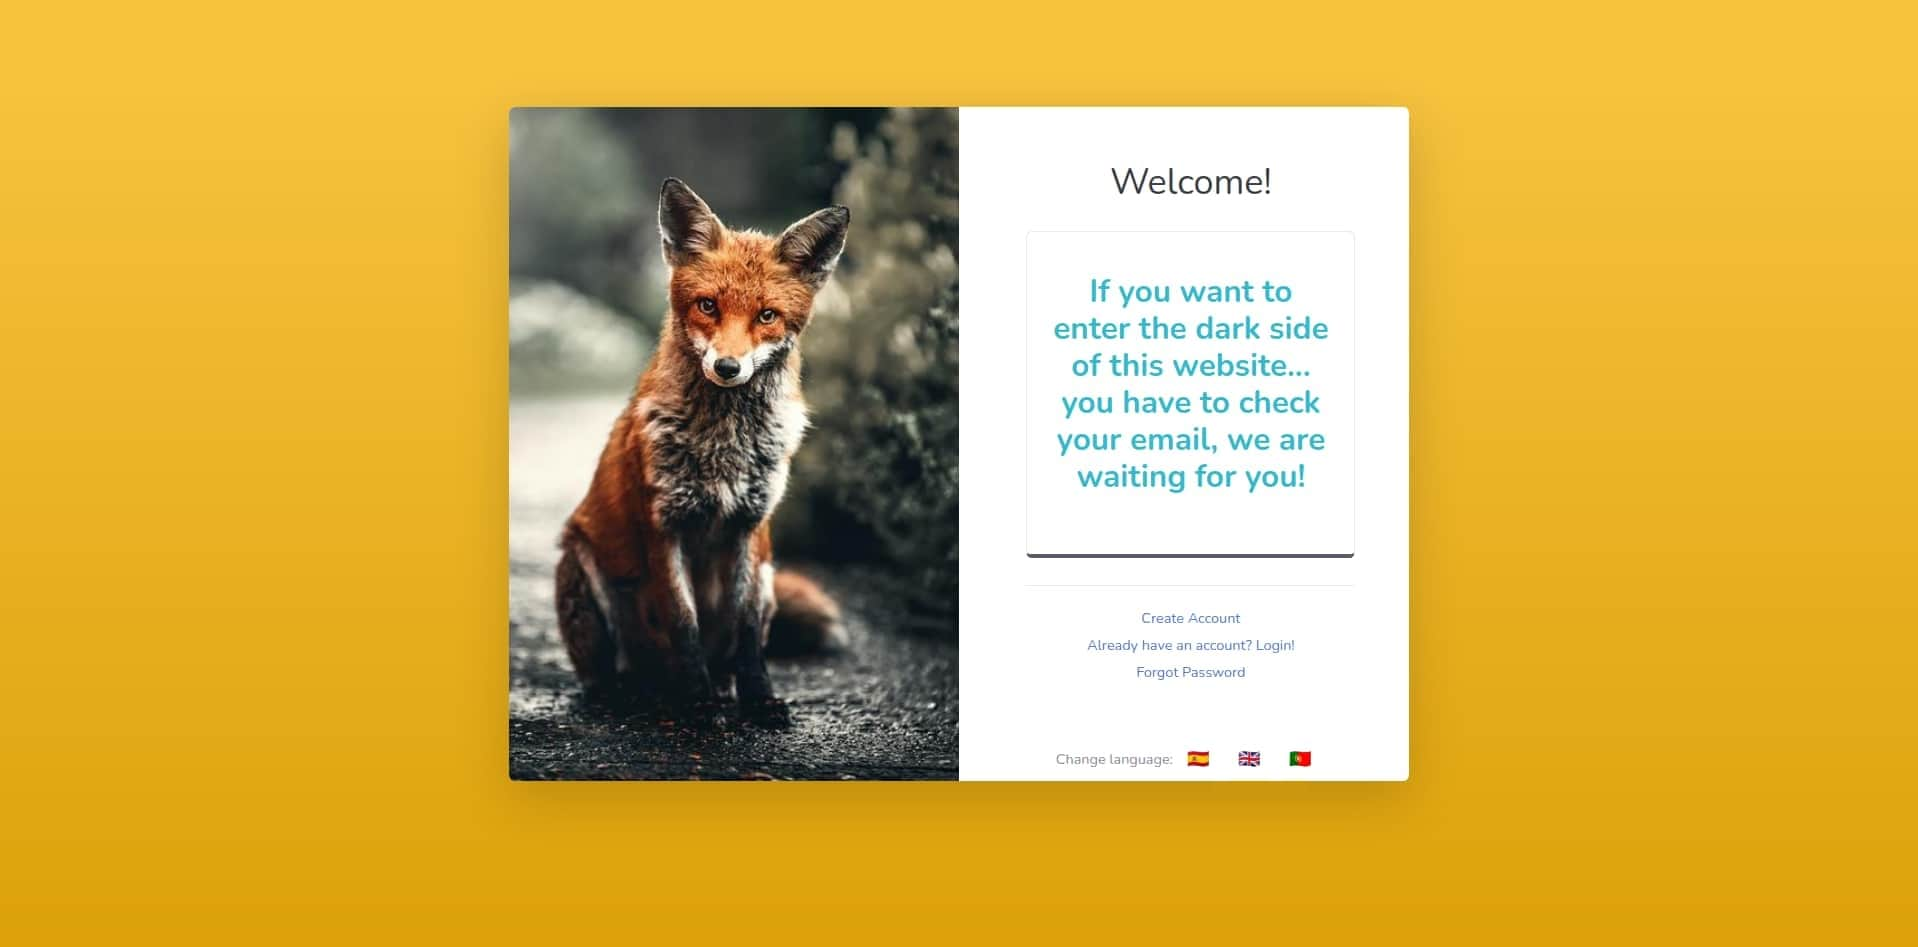 Welcome!
If you want to
enter the dark side
of this website...
you have to check
your email, we are
waiting for you!
Create Account
Already have an account? Login!
Forgot Password
Change language: